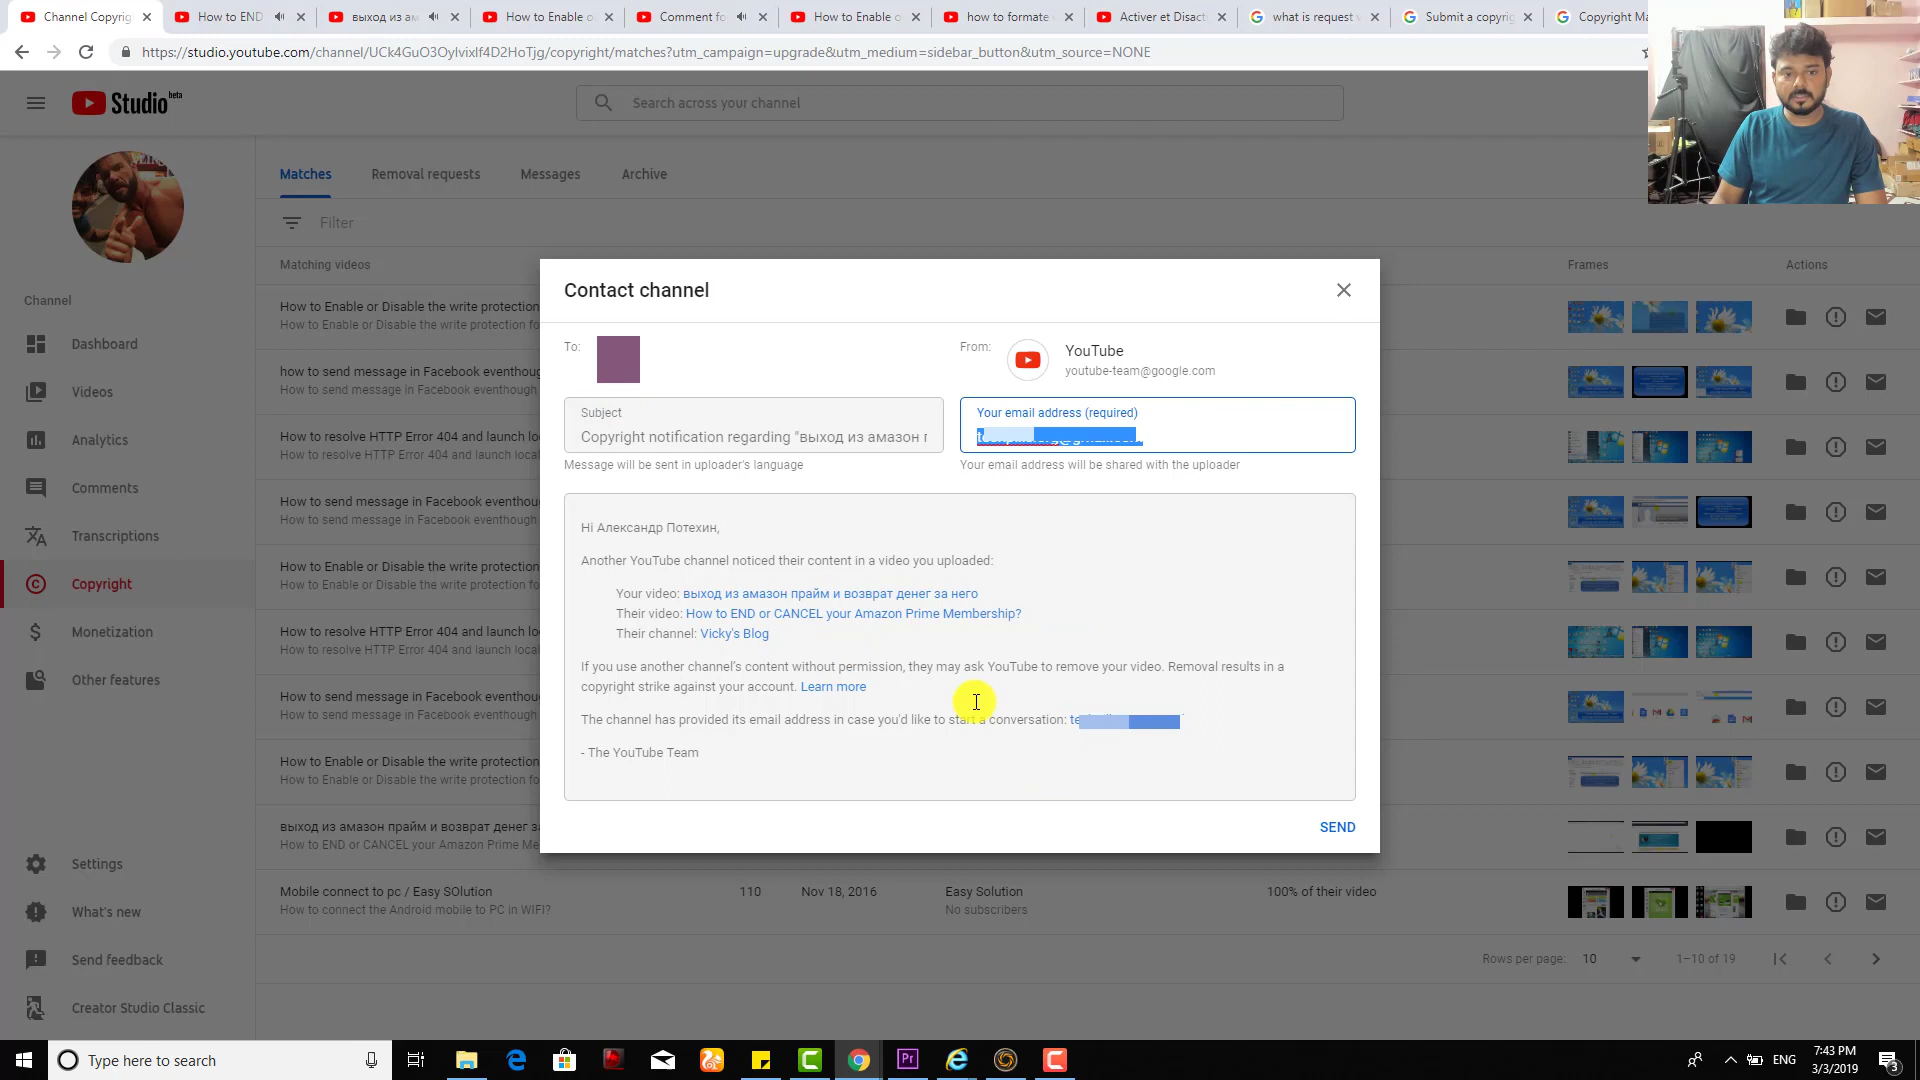 Channel Copyrig
How to END
выход из ам
How to Enable o
Comment fo
How to Enable o
how to formate
Activer et Disact
what is request
Submit a copyrig
Copyright Ma
https://studio.youtube.com/channel/UCk4GuO3Oylvixlf4D2HoTjg/copyright/matches?utm_campaign=upgrade&utm_medium=sidebar_button&utm_source=NONE
Studio beta
Search across your channel
Matches
Removal requests
Messages
Archive
Filter
Matching videos
Frames
Actions
Channel
Dashboard
Videos
Analytics
Comments
Transcriptions
Copyright
Monetization
Other features
Settings
What's new
Send feedback
Creator Studio Classic
How to Enable or Disable the write protection
How to Enable or Disable the write protection fo
how to send message in Facebook eventhoug
How to send message in Facebook eventhough
How to resolve HTTP Error 404 and launch lo
How to resolve HTTP Error 404 and launch local
How to send message in Facebook eventhou
How to send message in Facebook eventhough
How to Enable or Disable the write protection
How to Enable or Disable the write protection fo
How to resolve HTTP Error 404 and launch lo
How to resolve HTTP Error 404 and launch local
How to send message in Facebook eventhou
How to send message in Facebook eventhough
How to Enable or Disable the write protection
How to Enable or Disable the write protection fo
выход из амазон прайм и возврат денег за
How to END or CANCEL your Amazon Prime Me
Mobile connect to pc / Easy SOlution
How to connect the Android mobile to PC in WIFI?
110
Nov 18, 2016
Easy Solution
No subscribers
100% of their video
Rows per page: 10
1–10 of 19
Contact channel
To:
From:
YouTube
youtube-team@google.com
Subject
Copyright notification regarding "выход из амазон п
Message will be sent in uploader's language
Your email address (required)
Your email address will be shared with the uploader
Hi Александр Потехин,
Another YouTube channel noticed their content in a video you uploaded:
Your video: выход из амазон прайм и возврат денег за него
Their video: How to END or CANCEL your Amazon Prime Membership?
Their channel: Vicky's Blog
If you use another channel's content without permission, they may ask YouTube to remove your video. Removal results in a
copyright strike against your account. Learn more
The channel has provided its email address in case you'd like to start a conversation:
- The YouTube Team
SEND
Type here to search
ENG
7:43 PM
3/3/2019
3